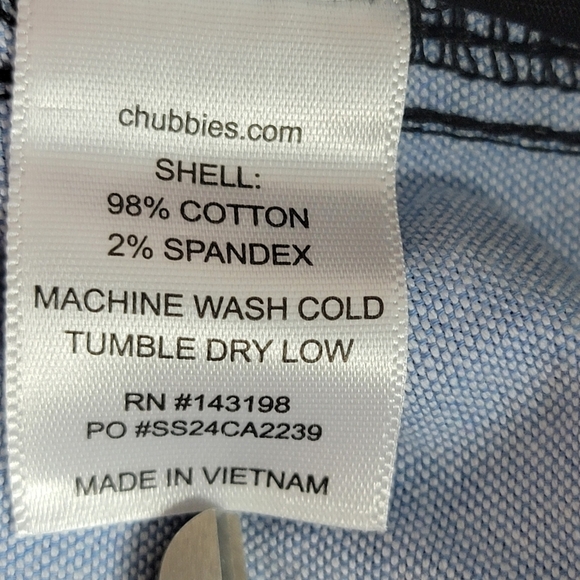 chubbies.com
SHELL:
98% COTTON
2% SPANDEX
MACHINE WASH COLD
TUMBLE DRY LOW
RN #143198
PO #SS24CA2239
MADE IN VIETNAM